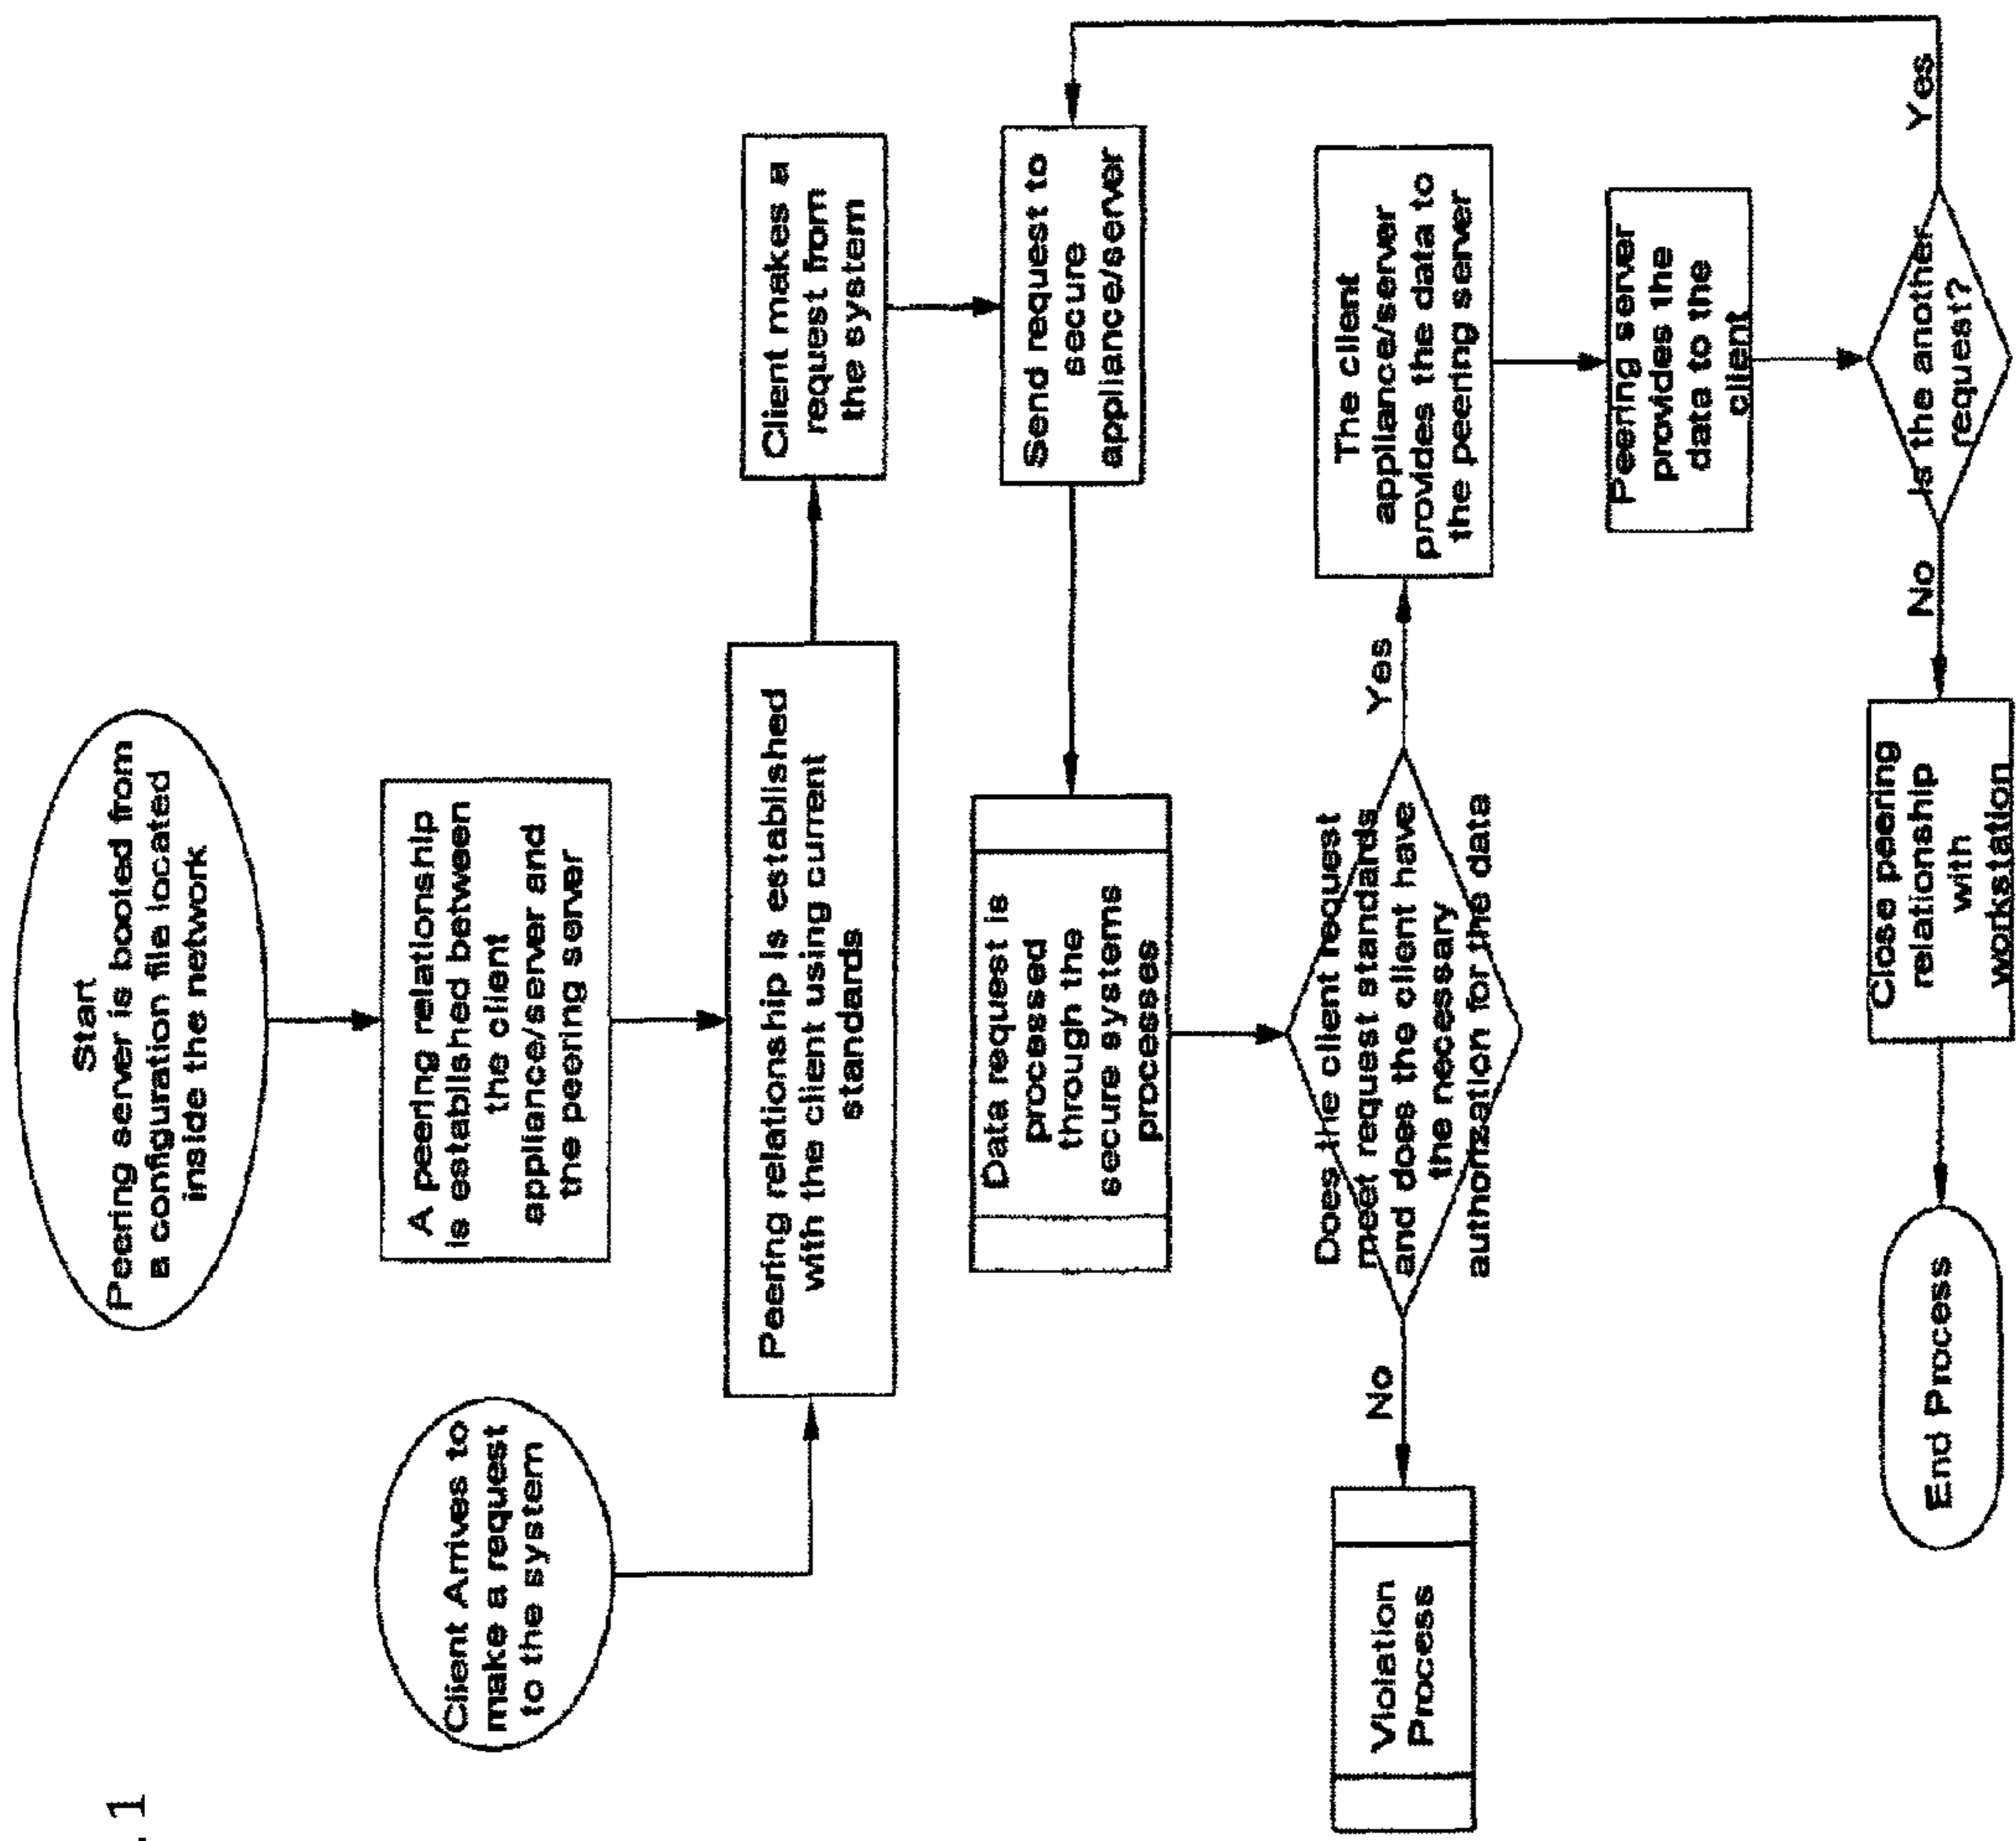 . 1
Start
Peering server is booted from
a configuration file located
inside the network
Client Arrives to
make a request
to the system
A peering relationship
is established between
the client
appliance/server and
the peering server
Peering relationship is established
with the client using current
standards
Client makes a
request from
the system
Send request to
secure
appliance/server
Data request is
processed
through the
secure systems
processes
Does the client request
meet request standards
and does the client have
the necessary
authorization for the data
No
Yes
Violation
Process
The client
appliance/server
provides the data to
the peering server
Peering server
provides the
data to the
client
Is the another
request?
Yes
No
Close peering
relationship
with
workstation
End Process